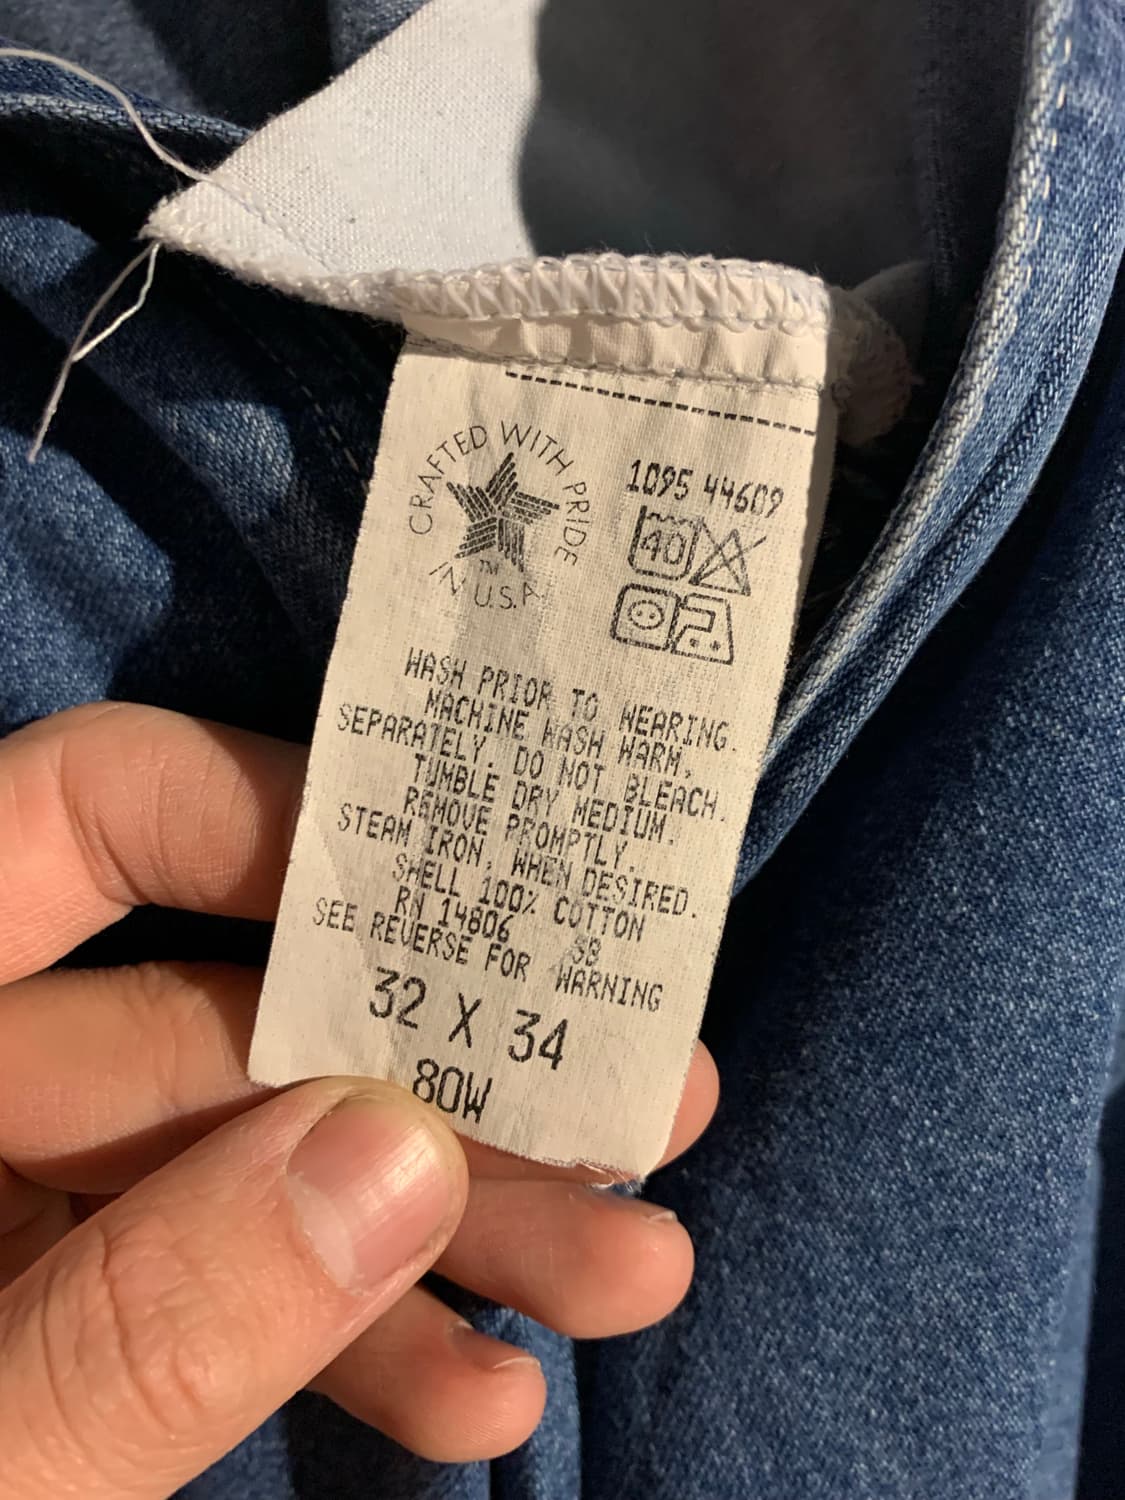 CRAFTED WITH PRIDE
IN U.S.A
TM
1095 44609
40
WASH PRIOR TO WEARING.
MACHINE WASH WARM,
SEPARATELY. DO NOT BLEACH.
TUMBLE DRY MEDIUM.
REMOVE PROMPTLY.
STEAM IRON, WHEN DESIRED.
SHELL 100% COTTON
RN 14806 SB
SEE REVERSE FOR WARNING
32 X 34
80W